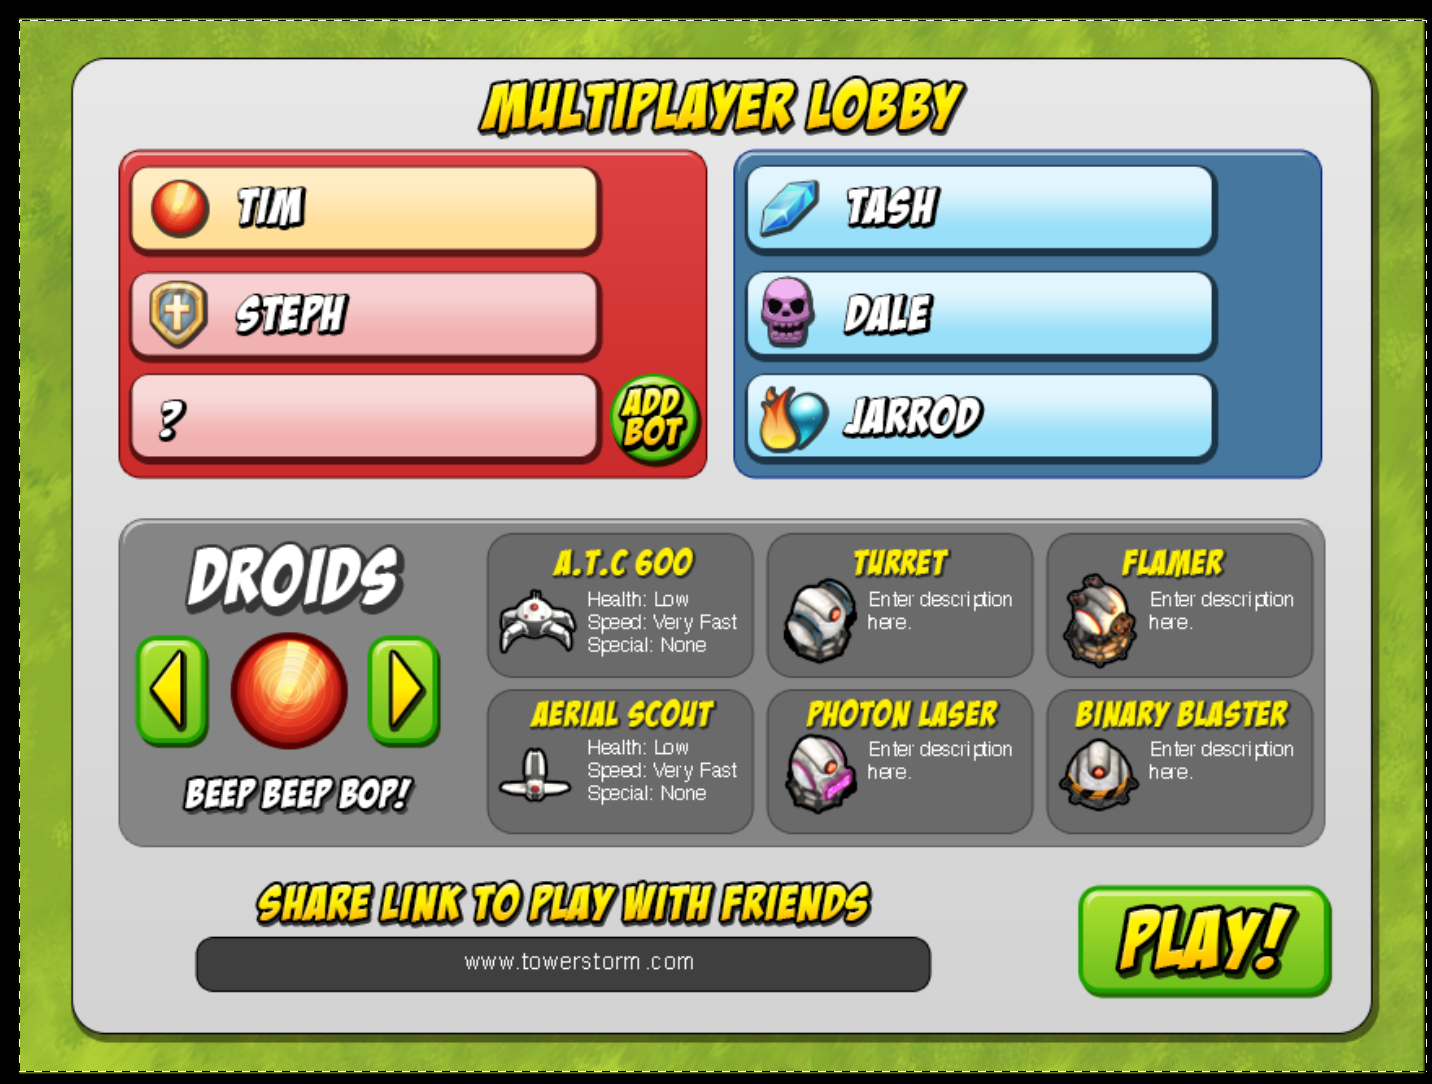 MULTIPLAYER LOBBY
TIM
STEPH
?
ADD
BOT
TASH
DALE
JARROD
DROIDS
BEEP BEEP BOP!
A.T.C 600
Health: Low
Speed: Very Fast
Special: None
TURRET
Enter description
here.
FLAMER
Enter description
here.
AERIAL SCOUT
Health: Low
Speed: Very Fast
Special: None
PHOTON LASER
Enter description
here.
BINARY BLASTER
Enter description
here.
SHARE LINK TO PLAY WITH FRIENDS
www.towerstorm.com
PLAY!